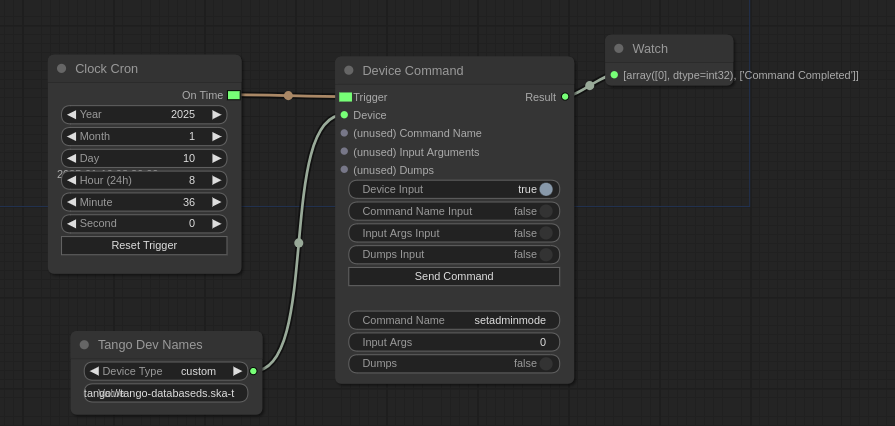 Clock Cron
On Time
Year 2025
Month 1
Day 10
Hour (24h) 8
Minute 36
Second 0
Reset Trigger
Tango Dev Names
Device Type custom
tango://tango-databaseds.ska-t
Device Command
Trigger Result
Device
(unused) Command Name
(unused) Input Arguments
(unused) Dumps
Device Input true
Command Name Input false
Input Args Input false
Dumps Input false
Send Command
Command Name setadminmode
Input Args 0
Dumps false
Watch
[array([0], dtype=int32), ['Command Completed']]